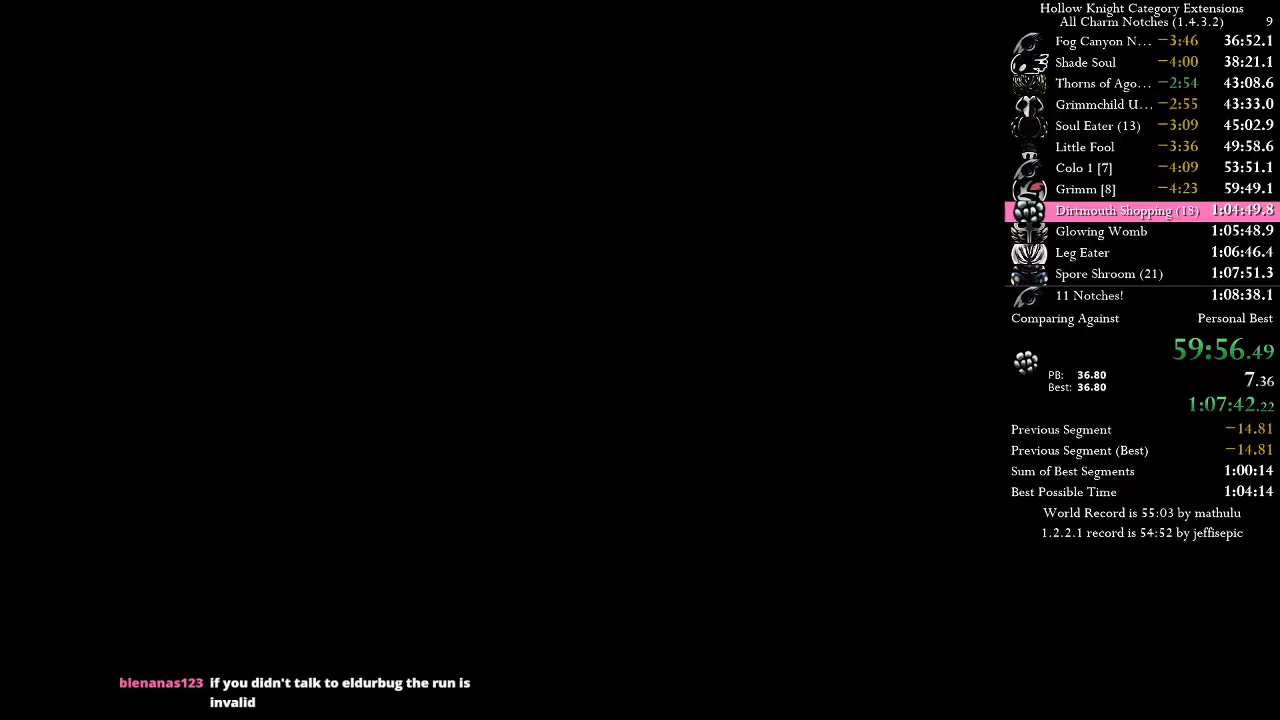 Hollow Knight Category Extensions
All Charm Notches (1.4.3.2) 9
Fog Canyon N... −3:46 36:52.1
Shade Soul −4:00 38:21.1
Thorns of Ago... −2:54 43:08.6
Grimmchild U... −2:55 43:33.0
Soul Eater (13) −3:09 45:02.9
Little Fool −3:36 49:58.6
Colo 1 [7] −4:09 53:51.1
Grimm [8] −4:23 59:49.1
Dirtmouth Shopping (18) 1:04:49.8
Glowing Womb 1:05:48.9
Leg Eater 1:06:46.4
Spore Shroom (21) 1:07:51.3
11 Notches! 1:08:38.1
Comparing Against Personal Best
59:56.49
PB: 36.80 7.36
Best: 36.80
1:07:42.22
Previous Segment −14.81
Previous Segment (Best) −14.81
Sum of Best Segments 1:00:14
Best Possible Time 1:04:14
World Record is 55:03 by mathulu
1.2.2.1 record is 54:52 by jeffisepic
blenanas123 if you didn't talk to eldurbug the run is
invalid